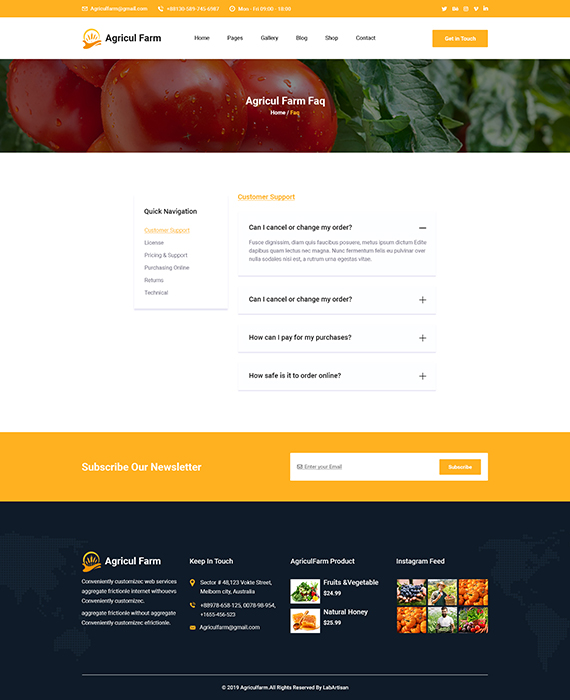 Agriculfarm@gmail.com +88130-589-745-6987 Mon - Fri 09:00 - 18:00
Agricul Farm Home Pages Gallery Blog Shop Contact Get in Touch
Agricul Farm Faq
Home / Faq
Quick Navigation
Customer Support
License
Pricing & Support
Purchasing Online
Returns
Technical
Customer Support
Can I cancel or change my order?
Fusce dignissim, diam quis faucibus posuere, metus ipsum dictum Edite
dapibus quam lectus nec magna. Nunc fermentum felis eu pulvinar over
nulla sodales nisi est, a rutrum urna egestas vitae.
Can I cancel or change my order?
How can I pay for my purchases?
How safe is it to order online?
Subscribe Our Newsletter
Enter your Email
Subscribe
Agricul Farm
Conveniently customizec web services
aggregate frictionle internet withouevs
Conveniently customizec.
aggregate frictionle without aggregate
Conveniently customizec efrictionle.
Keep In Touch
Sector # 48,123 Vokte Street,
Melborn city, Australia
+88978-658-125, 0078-98-954,
+1655-456-523
Agriculfarm@gmail.com
AgriculFarm Product
Fruits &Vegetable
$24.99
Natural Honey
$25.99
Instagram Feed
© 2019 Agriculfarm.All Rights Reserved By LabArtisan